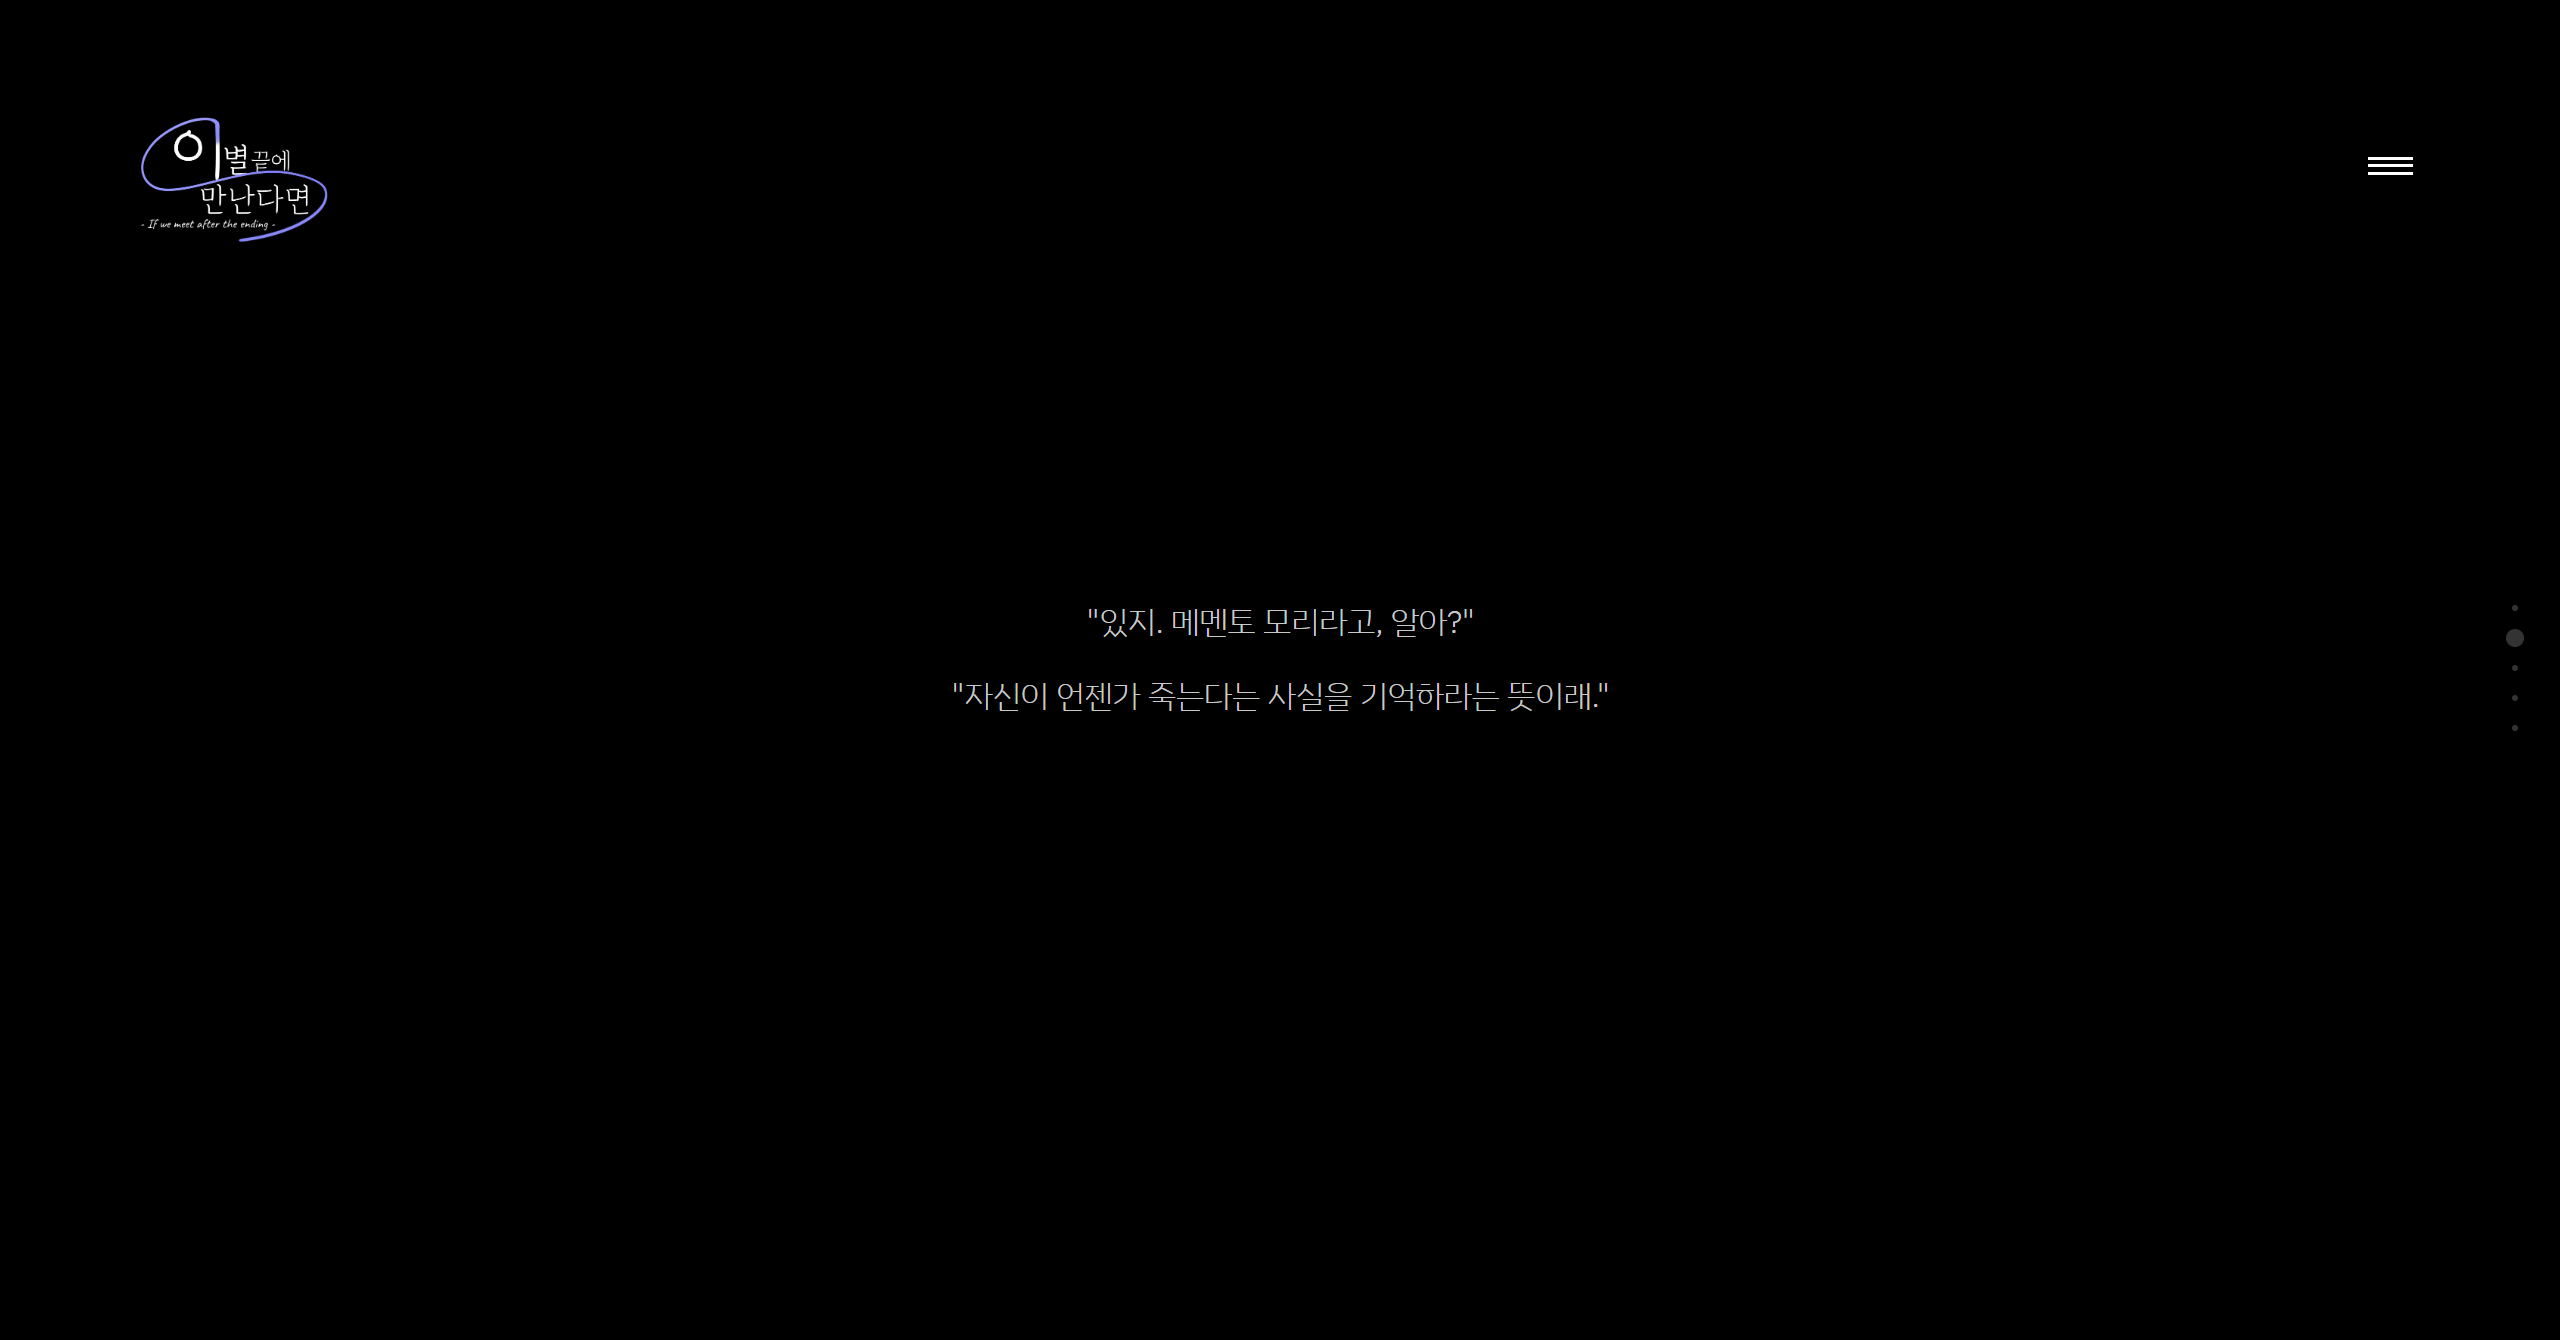 이별끝에
만난다면
- If we meet after the ending -
"있지. 메멘토 모리라고, 알아?"
"자신이 언젠가 죽는다는 사실을 기억하라는 뜻이래."